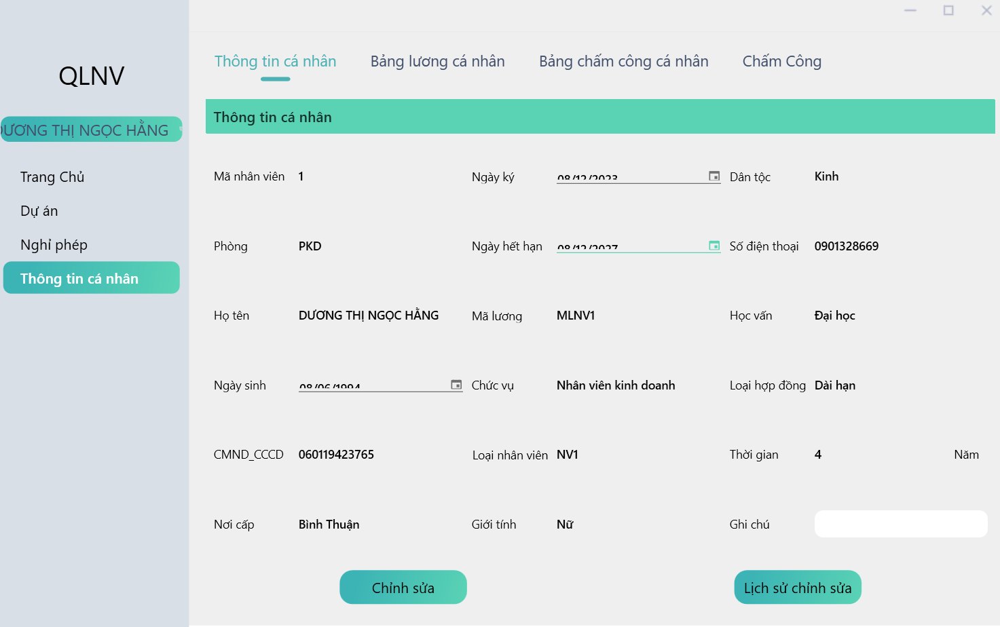 QLNV
DƯƠNG THỊ NGỌC HẰNG
Trang Chủ
Dự án
Nghỉ phép
Thông tin cá nhân
Thông tin cá nhân Bảng lương cá nhân Bảng chấm công cá nhân Chấm Công
Thông tin cá nhân
Mã nhân viên 1 Ngày ký 08/12/2023 Dân tộc Kinh
Phòng PKD Ngày hết hạn 08/12/2027 Số điện thoại 0901328669
Họ tên DƯƠNG THỊ NGỌC HẰNG Mã lương MLNV1 Học vấn Đại học
Ngày sinh 08/06/1994 Chức vụ Nhân viên kinh doanh Loại hợp đồng Dài hạn
CMND_CCCD 060119423765 Loại nhân viên NV1 Thời gian 4 Năm
Nơi cấp Bình Thuận Giới tính Nữ Ghi chú
Chỉnh sửa Lịch sử chỉnh sửa